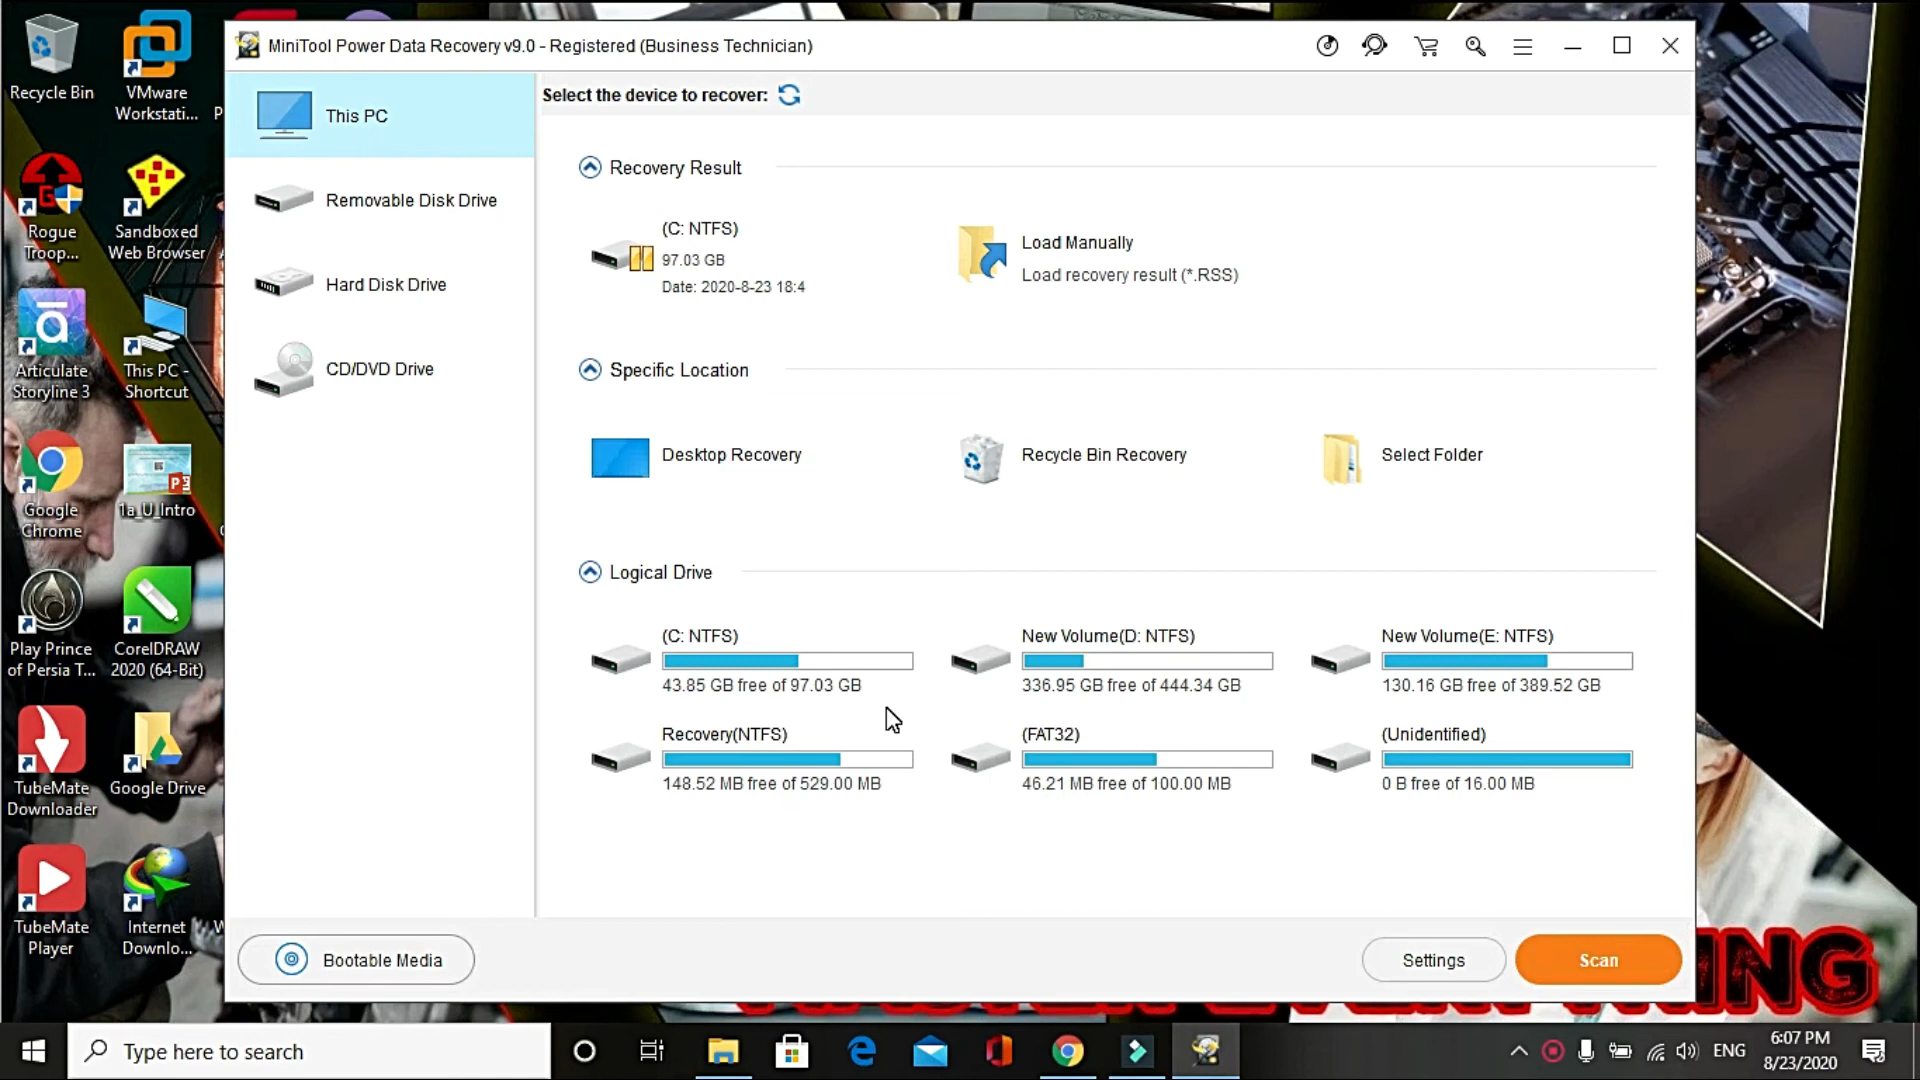 Recycle Bin
VMware
Workstati...
P
Rogue
Troop...
Sandboxed
Web Browser
Articulate
Storyline 3
This PC -
Shortcut
Google
Chrome
1a_U_Intro
Play Prince
of Persia T...
CorelDRAW
2020 (64-Bit)
TubeMate
Downloader
Google Drive
TubeMate
Player
Internet
Downlo...
MiniTool Power Data Recovery v9.0 - Registered (Business Technician)
This PC
Removable Disk Drive
Hard Disk Drive
CD/DVD Drive
Select the device to recover:
Recovery Result
(C: NTFS)
97.03 GB
Date: 2020-8-23 18:4
Load Manually
Load recovery result (*.RSS)
Specific Location
Desktop Recovery
Recycle Bin Recovery
Select Folder
Logical Drive
(C: NTFS)
43.85 GB free of 97.03 GB
New Volume(D: NTFS)
336.95 GB free of 444.34 GB
New Volume(E: NTFS)
130.16 GB free of 389.52 GB
Recovery(NTFS)
148.52 MB free of 529.00 MB
(FAT32)
46.21 MB free of 100.00 MB
(Unidentified)
0 B free of 16.00 MB
Bootable Media
Settings
Scan
Type here to search
ENG
6:07 PM
8/23/2020